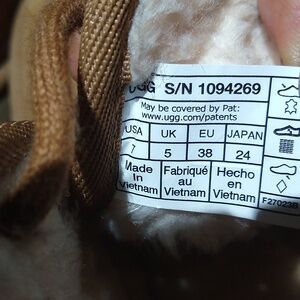 UGG S/N 1094269
May be covered by Pat:
www.ugg.com/patents
USA UK EU JAPAN
7 5 38 24
Made in Vietnam
Fabriqué au Vietnam
Hecho en Vietnam
F27023B